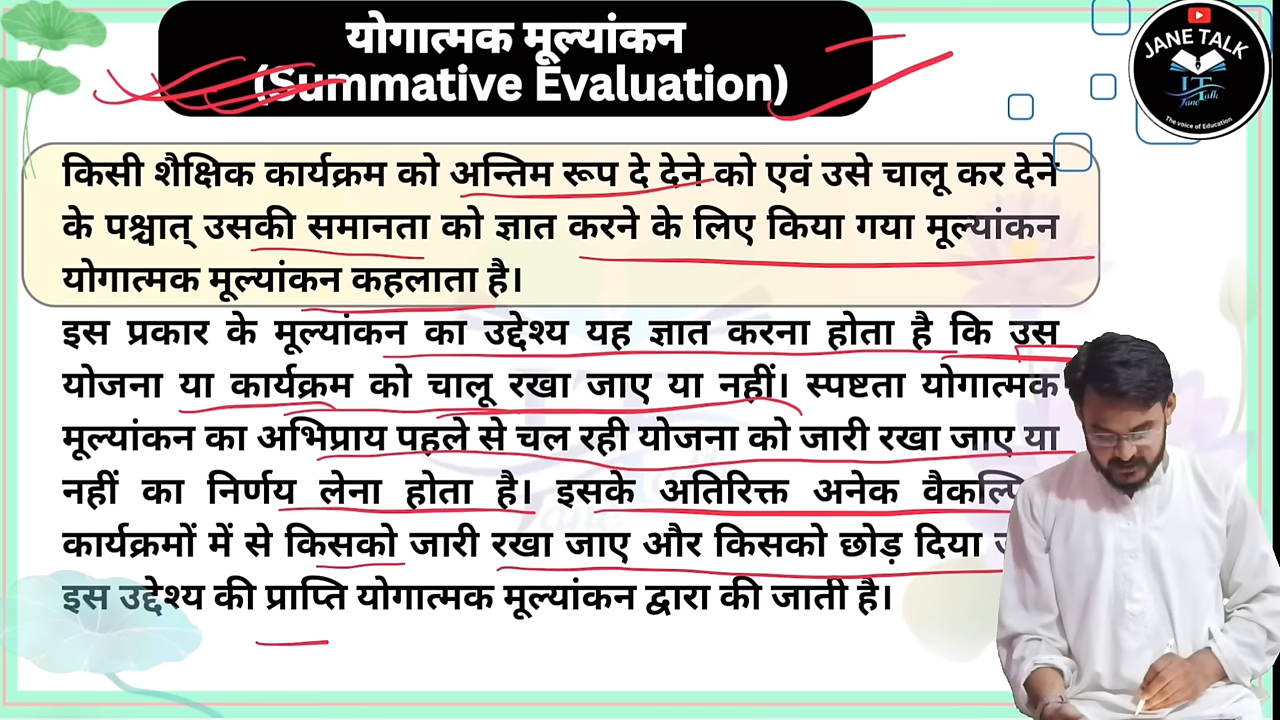 योगात्मक मूल्यांकन
(Summative Evaluation)
JANE TALK
JT
Jane Talk
The voice of Education
किसी शैक्षिक कार्यक्रम को अन्तिम रूप दे देने को एवं उसे चालू कर देने
के पश्चात् उसकी समानता को ज्ञात करने के लिए किया गया मूल्यांकन
योगात्मक मूल्यांकन कहलाता है।
इस प्रकार के मूल्यांकन का उद्देश्य यह ज्ञात करना होता है कि उस
योजना या कार्यक्रम को चालू रखा जाए या नहीं। स्पष्टता योगात्मक
मूल्यांकन का अभिप्राय पहले से चल रही योजना को जारी रखा जाए या
नहीं का निर्णय लेना होता है। इसके अतिरिक्त अनेक
कार्यक्रमों में से किसको जारी रखा जाए और किसको छोड़ दिया
इस उद्देश्य की प्राप्ति योगात्मक मूल्यांकन द्वारा की जाती है।